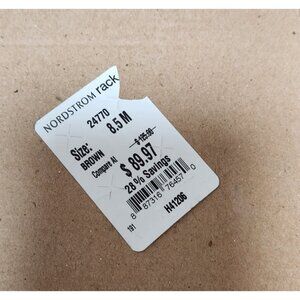 NORDSTROM rack
24770
Size: 8.5 M
BROWN
Compare At
$ 89.97
28 % Savings
8 87316 76457 0
191 H41206